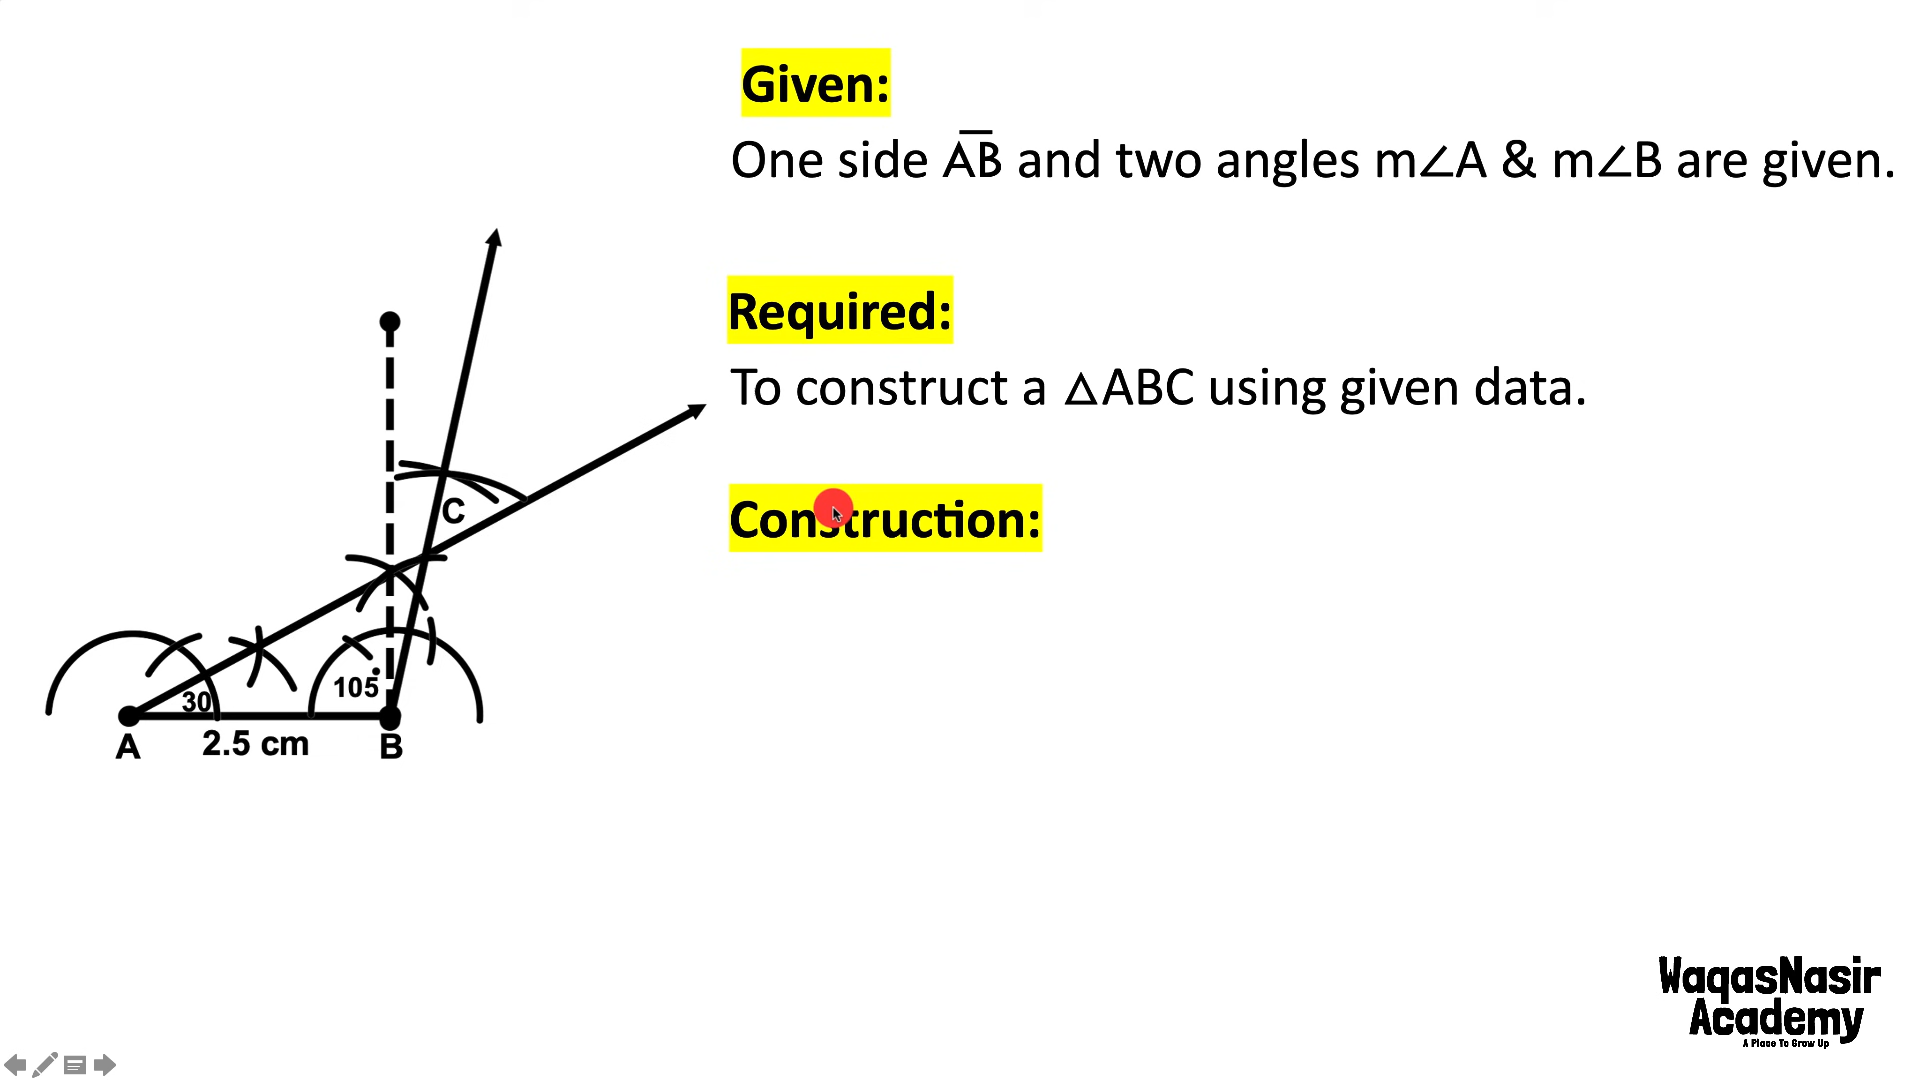 Given:
One side A̅B̅ and two angles m∠A & m∠B are given.
Required:
To construct a △ABC using given data.
Construction:
C
30
105°
A
2.5 cm
B
WaqasNasir
Academy
A Place To Grow Up